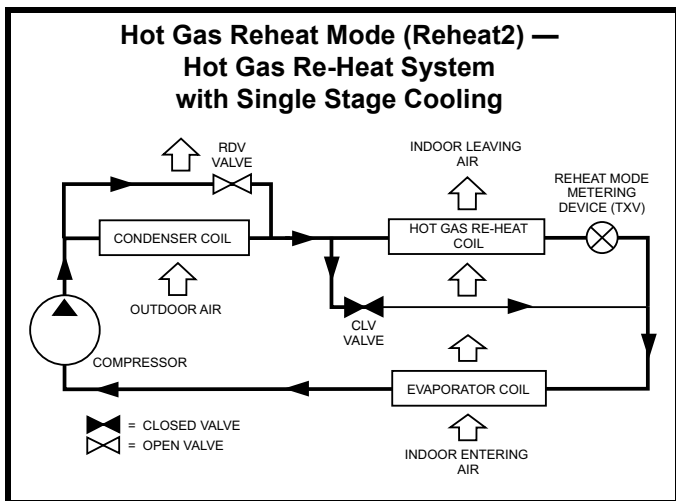 Hot Gas Reheat Mode (Reheat2) —
Hot Gas Re-Heat System
with Single Stage Cooling
RDV
VALVE
INDOOR LEAVING
AIR
REHEAT MODE
METERING
DEVICE (TXV)
CONDENSER COIL
HOT GAS RE-HEAT
COIL
OUTDOOR AIR
CLV
VALVE
COMPRESSOR
EVAPORATOR COIL
= CLOSED VALVE
= OPEN VALVE
INDOOR ENTERING
AIR